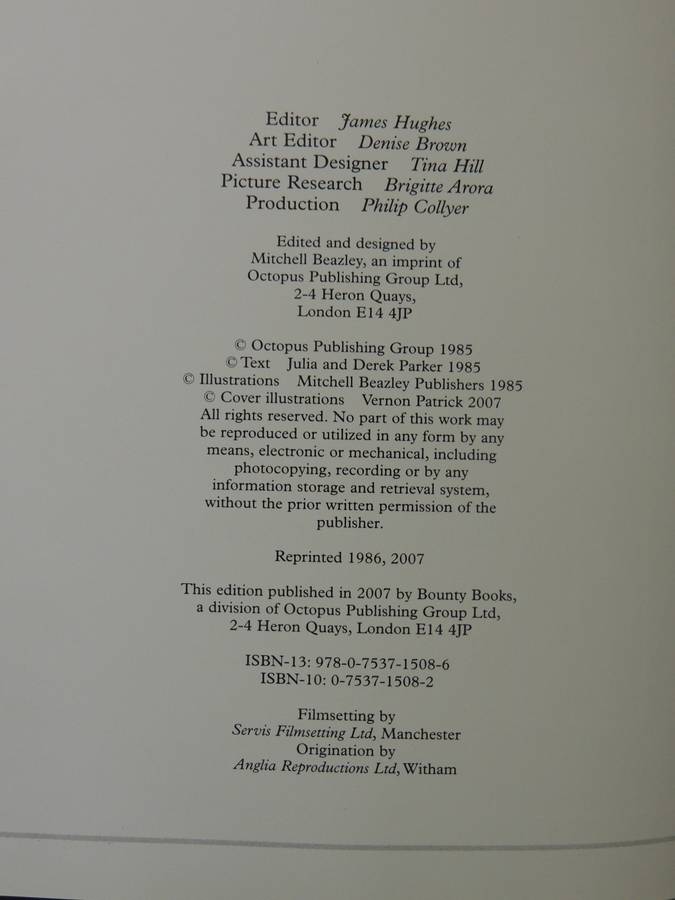 Editor James Hughes
Art Editor Denise Brown
Assistant Designer Tina Hill
Picture Research Brigitte Arora
Production Philip Collyer
Edited and designed by
Mitchell Beazley, an imprint of
Octopus Publishing Group Ltd,
2-4 Heron Quays,
London E14 4JP
© Octopus Publishing Group 1985
© Text Julia and Derek Parker 1985
© Illustrations Mitchell Beazley Publishers 1985
© Cover illustrations Vernon Patrick 2007
All rights reserved. No part of this work may
be reproduced or utilized in any form by any
means, electronic or mechanical, including
photocopying, recording or by any
information storage and retrieval system,
without the prior written permission of the
publisher.
Reprinted 1986, 2007
This edition published in 2007 by Bounty Books,
a division of Octopus Publishing Group Ltd,
2-4 Heron Quays, London E14 4JP
ISBN-13: 978-0-7537-1508-6
ISBN-10: 0-7537-1508-2
Filmsetting by
Servis Filmsetting Ltd, Manchester
Origination by
Anglia Reproductions Ltd, Witham